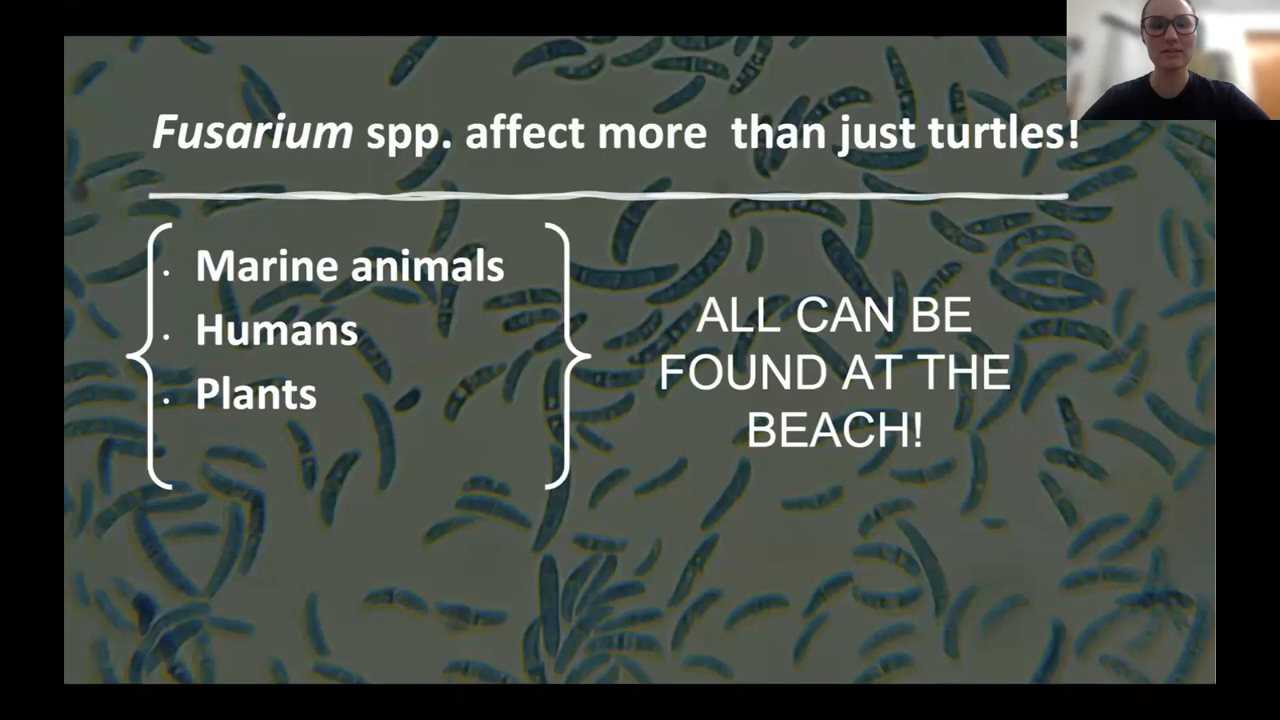 Fusarium spp. affect more than just turtles!
· Marine animals
· Humans
· Plants
ALL CAN BE
FOUND AT THE
BEACH!